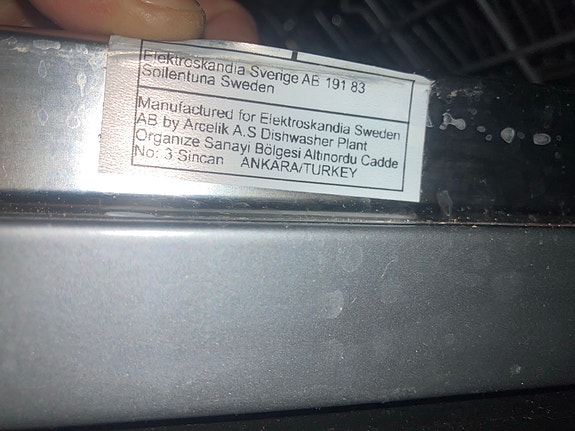 Elektroskandia Sverige AB 191 83
Sollentuna Sweden
Manufactured for Elektroskandia Sweden
AB by Arcelik A.S Dishwasher Plant
Organize Sanayi Bölgesi Altinordu Cadde
No: 3 Sincan ANKARA/TURKEY